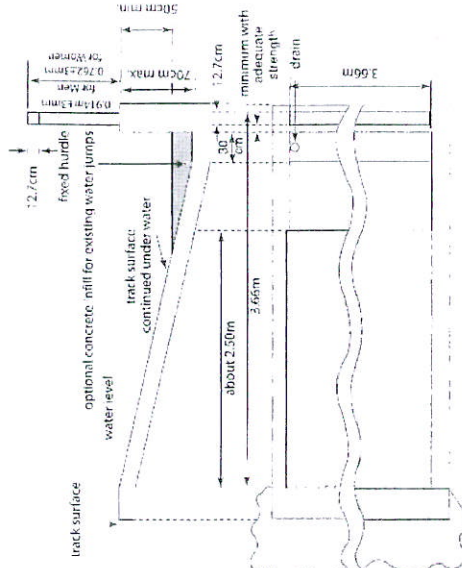 12.7cm
fixed hurdle
0.914m±3mm
for Men
0.762±3mm
for Women
50cm min.
70cm max.
12.7cm
minimum with
adequate
strength
drain
3.66m
30
cm
optional concrete infill for existing water jumps
track surface
continued under water
water level
track surface
about 2.50m
3.66m